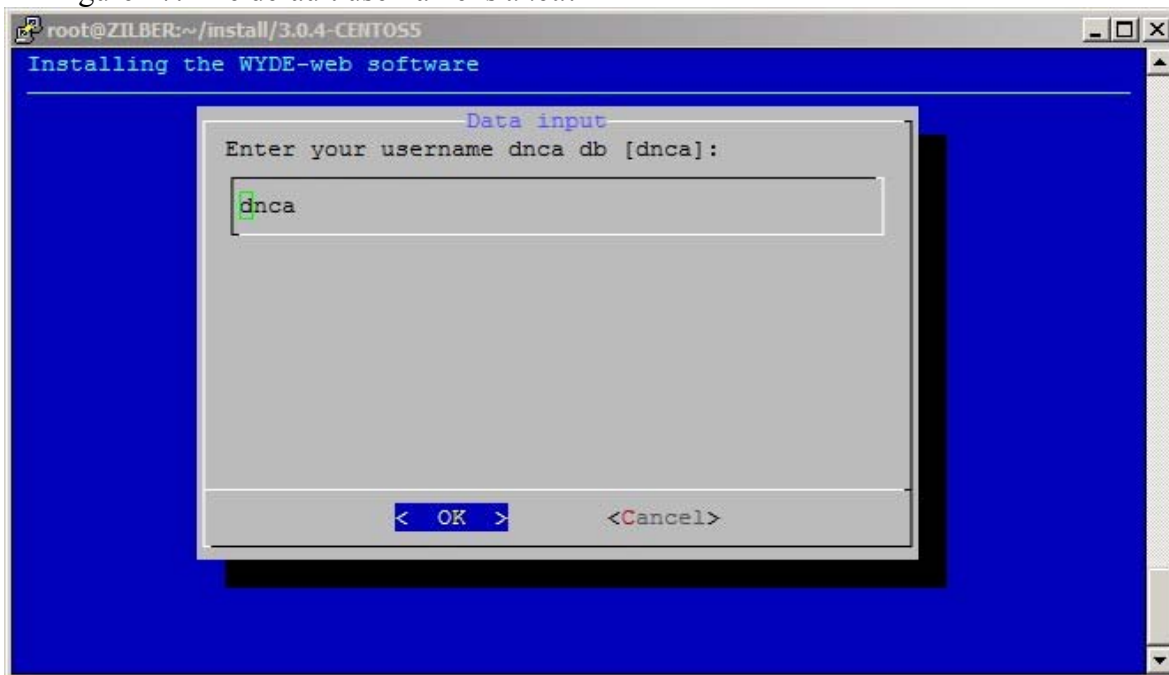 root@ZILBER:~/install/3.0.4-CENTOS5
Installing the WYDE-web software
Data input
Enter your username dnca db [dnca]:
dnca
< OK > <Cancel>